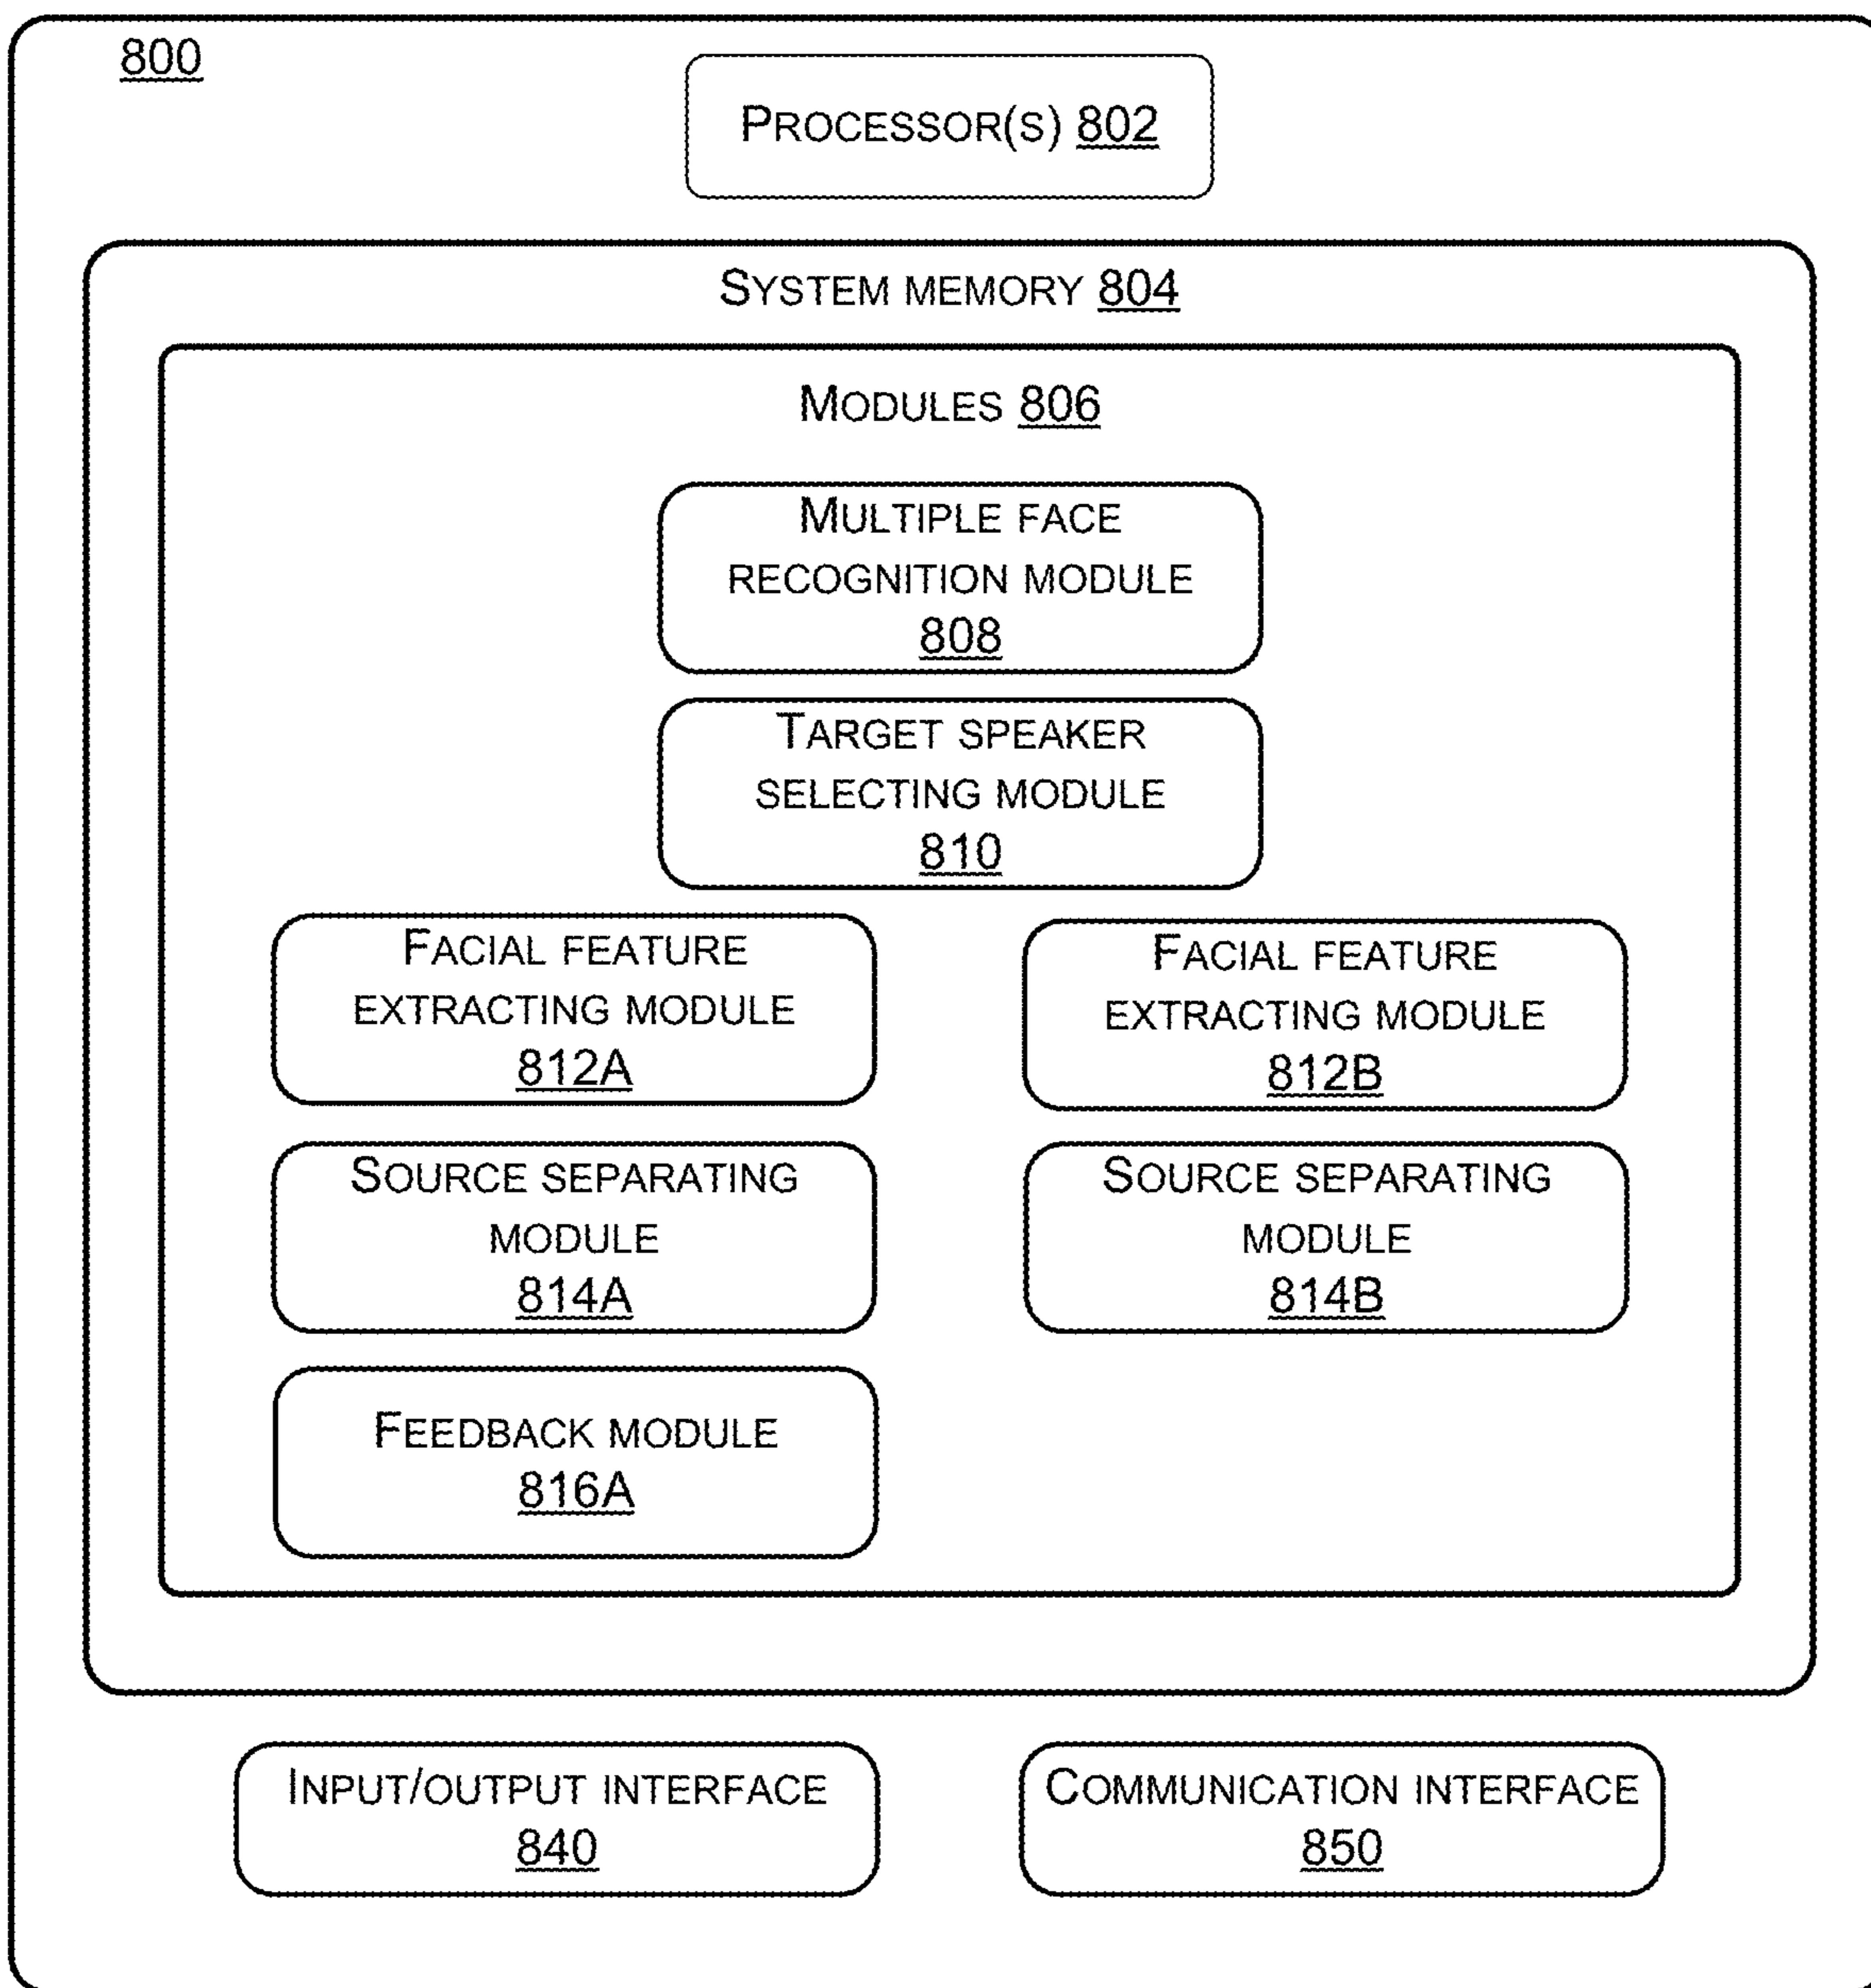 800
PROCESSOR(S) 802
SYSTEM MEMORY 804
MODULES 806
MULTIPLE FACE
RECOGNITION MODULE
808
TARGET SPEAKER
SELECTING MODULE
810
FACIAL FEATURE
EXTRACTING MODULE
812A
FACIAL FEATURE
EXTRACTING MODULE
812B
SOURCE SEPARATING
MODULE
814A
SOURCE SEPARATING
MODULE
814B
FEEDBACK MODULE
816A
INPUT/OUTPUT INTERFACE
840
COMMUNICATION INTERFACE
850